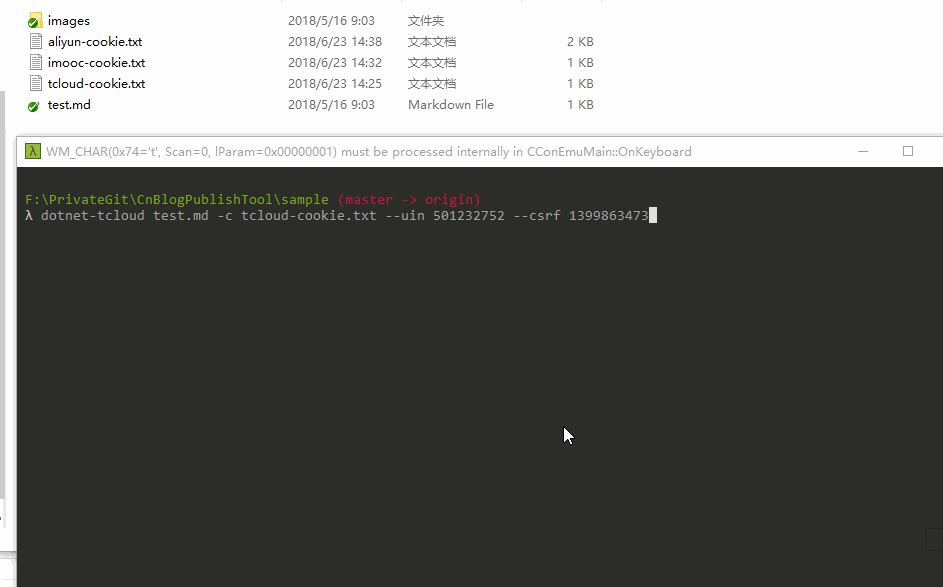 images 2018/5/16 9:03 文件夹
aliyun-cookie.txt 2018/6/23 14:38 文本文档 2 KB
imooc-cookie.txt 2018/6/23 14:32 文本文档 1 KB
tcloud-cookie.txt 2018/6/23 14:25 文本文档 1 KB
test.md 2018/5/16 9:03 Markdown File 1 KB
λ WM_CHAR(0x74='t', Scan=0, lParam=0x00000001) must be processed internally in CConEmuMain::OnKeyboard
F:\PrivateGit\CnBlogPublishTool\sample (master -> origin)
λ dotnet-tcloud test.md -c tcloud-cookie.txt --uin 501232752 --csrf 1399863473